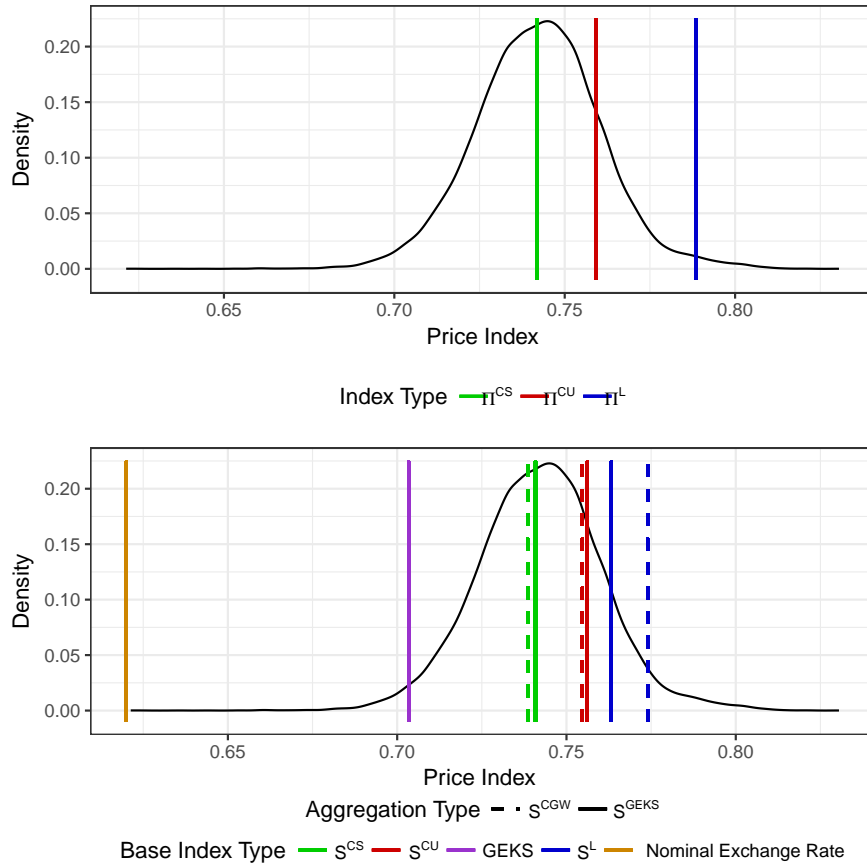 0.20
0.15
0.10
0.05
0.00
Density
0.65 0.70 0.75 0.80
Price Index
Index Type Π^CS Π^CU Π^L
0.20
0.15
0.10
0.05
0.00
Density
0.65 0.70 0.75 0.80
Price Index
Aggregation Type S^CGW S^GEKS
Base Index Type S^CS S^CU GEKS S^L Nominal Exchange Rate